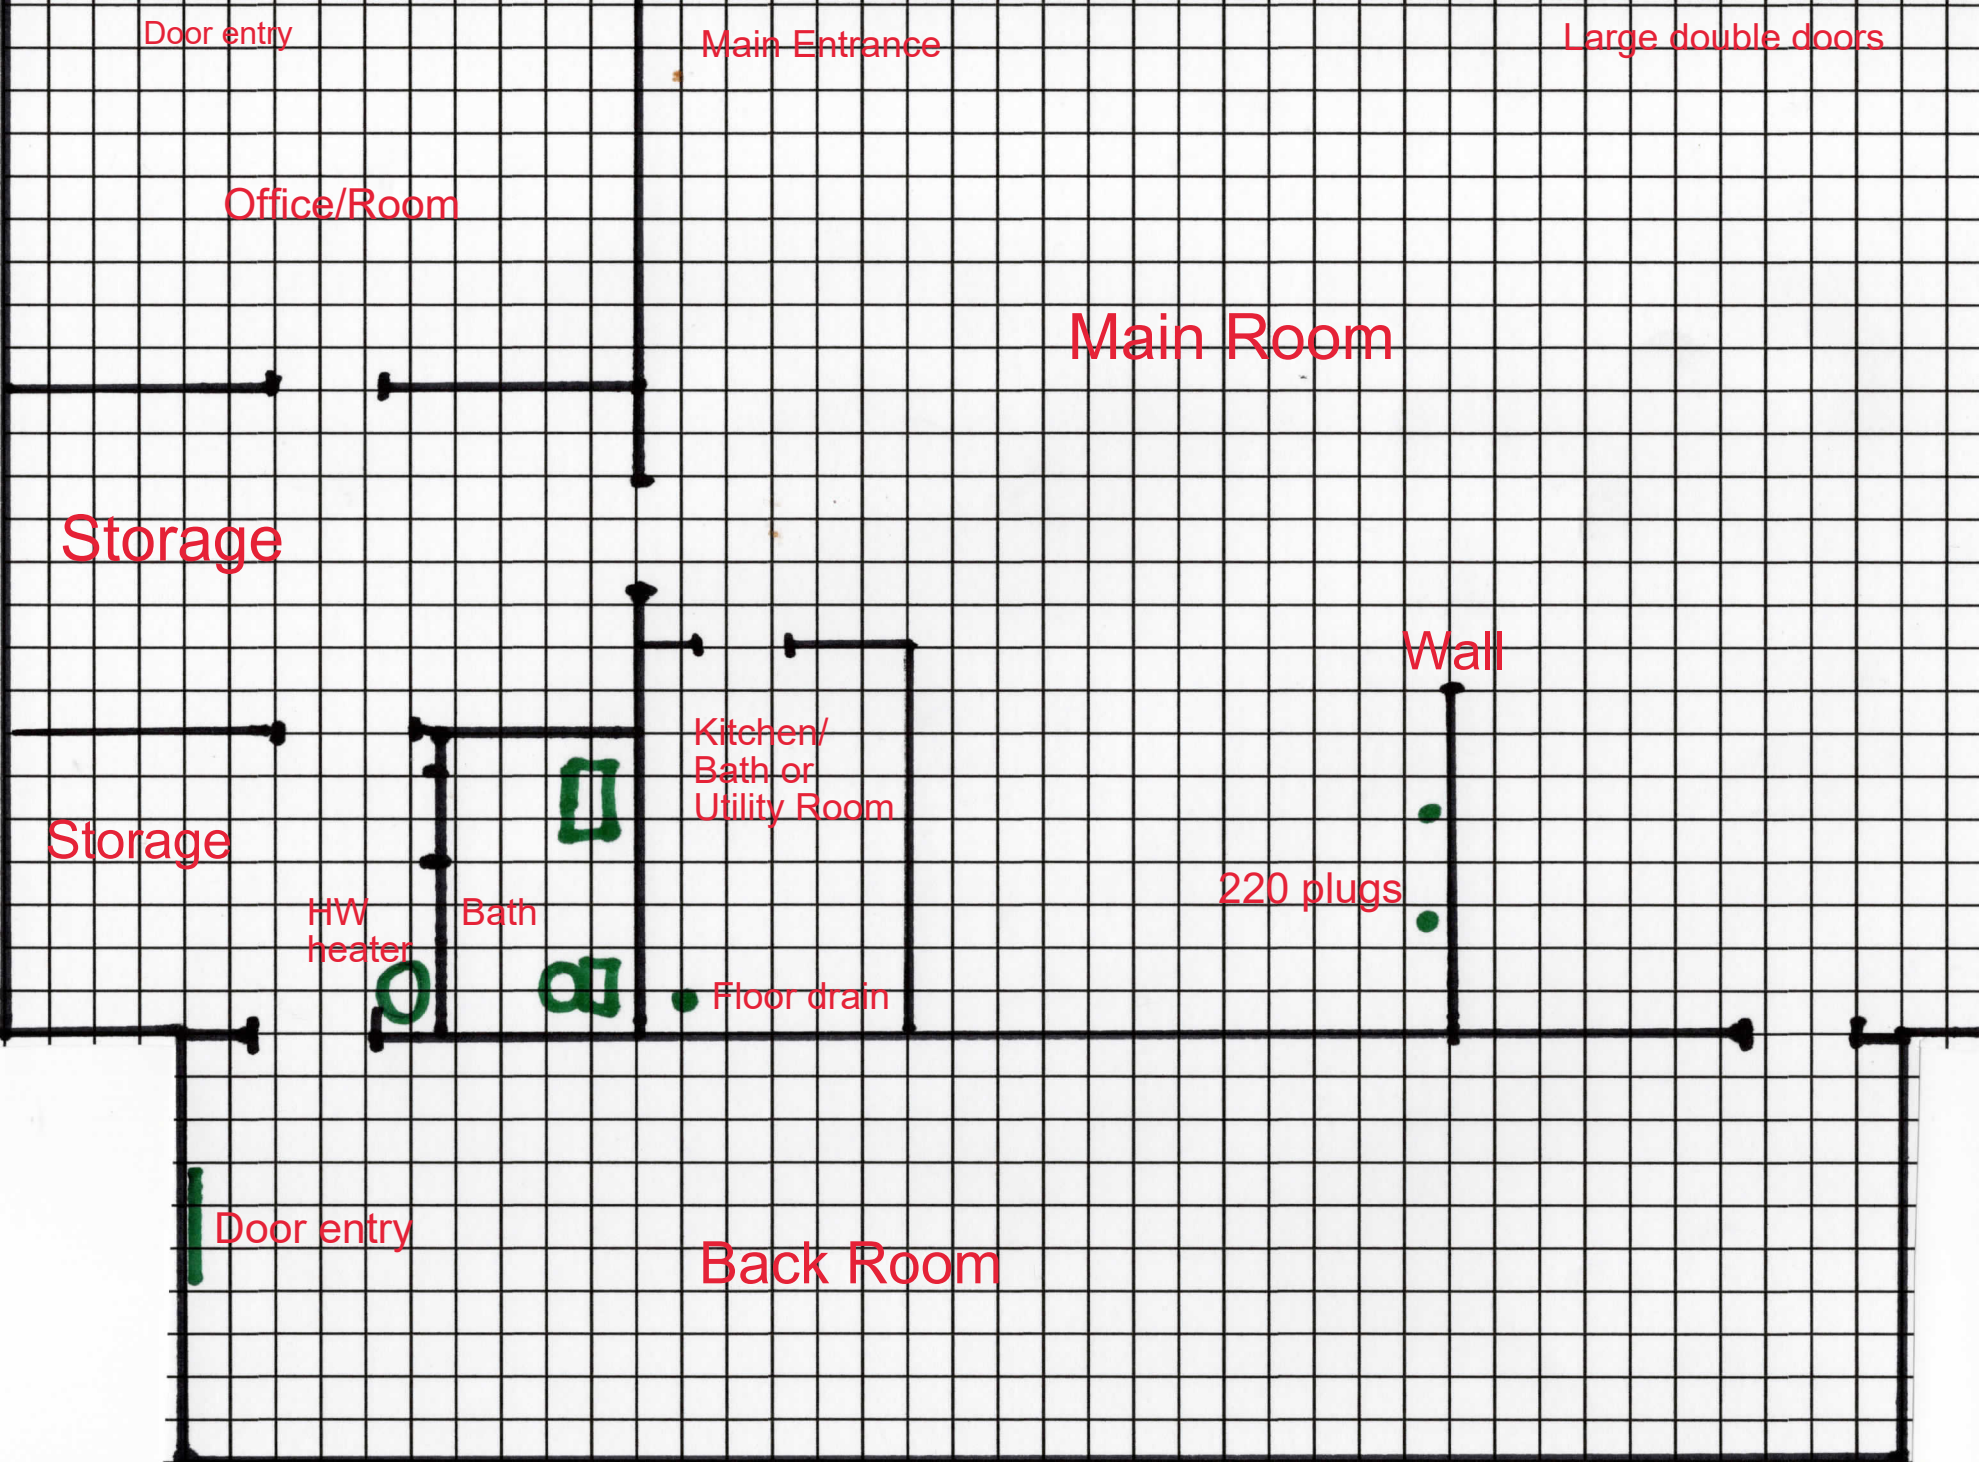 Door entry
Main Entrance
Large double doors
Office/Room
Main Room
Storage
Wall
Kitchen/
Bath or
Utility Room
Storage
220 plugs
HW
heater
Bath
Floor drain
Door entry
Back Room